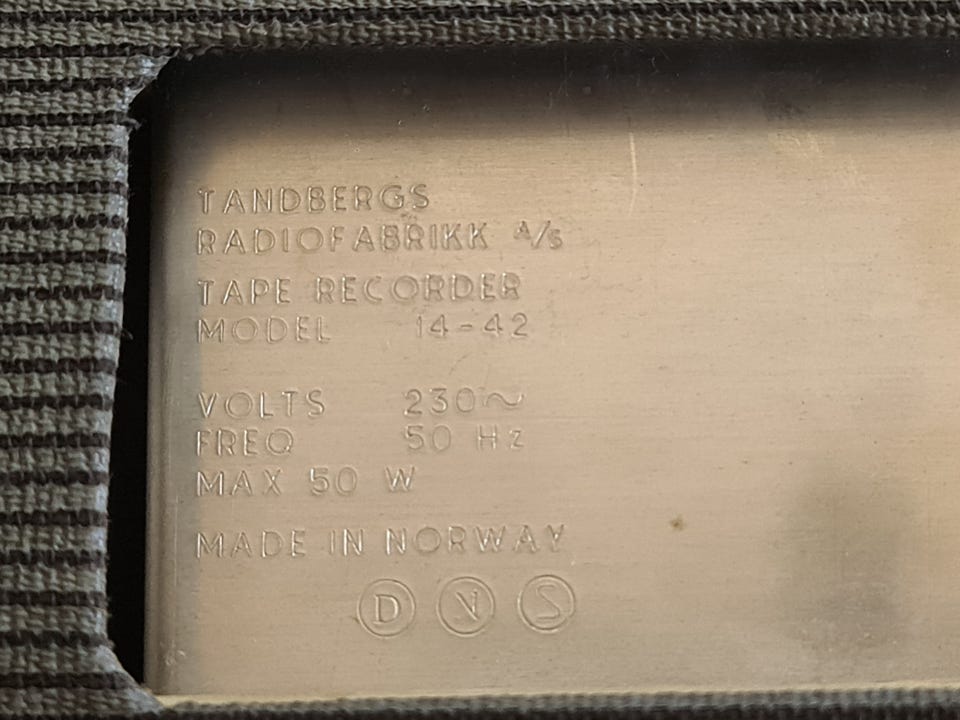 TANDBERGS
RADIOFABRIKK A/S
TAPE RECORDER
MODEL 14-42
VOLTS 230~
FREQ 50 Hz
MAX 50 W
MADE IN NORWAY
D N S